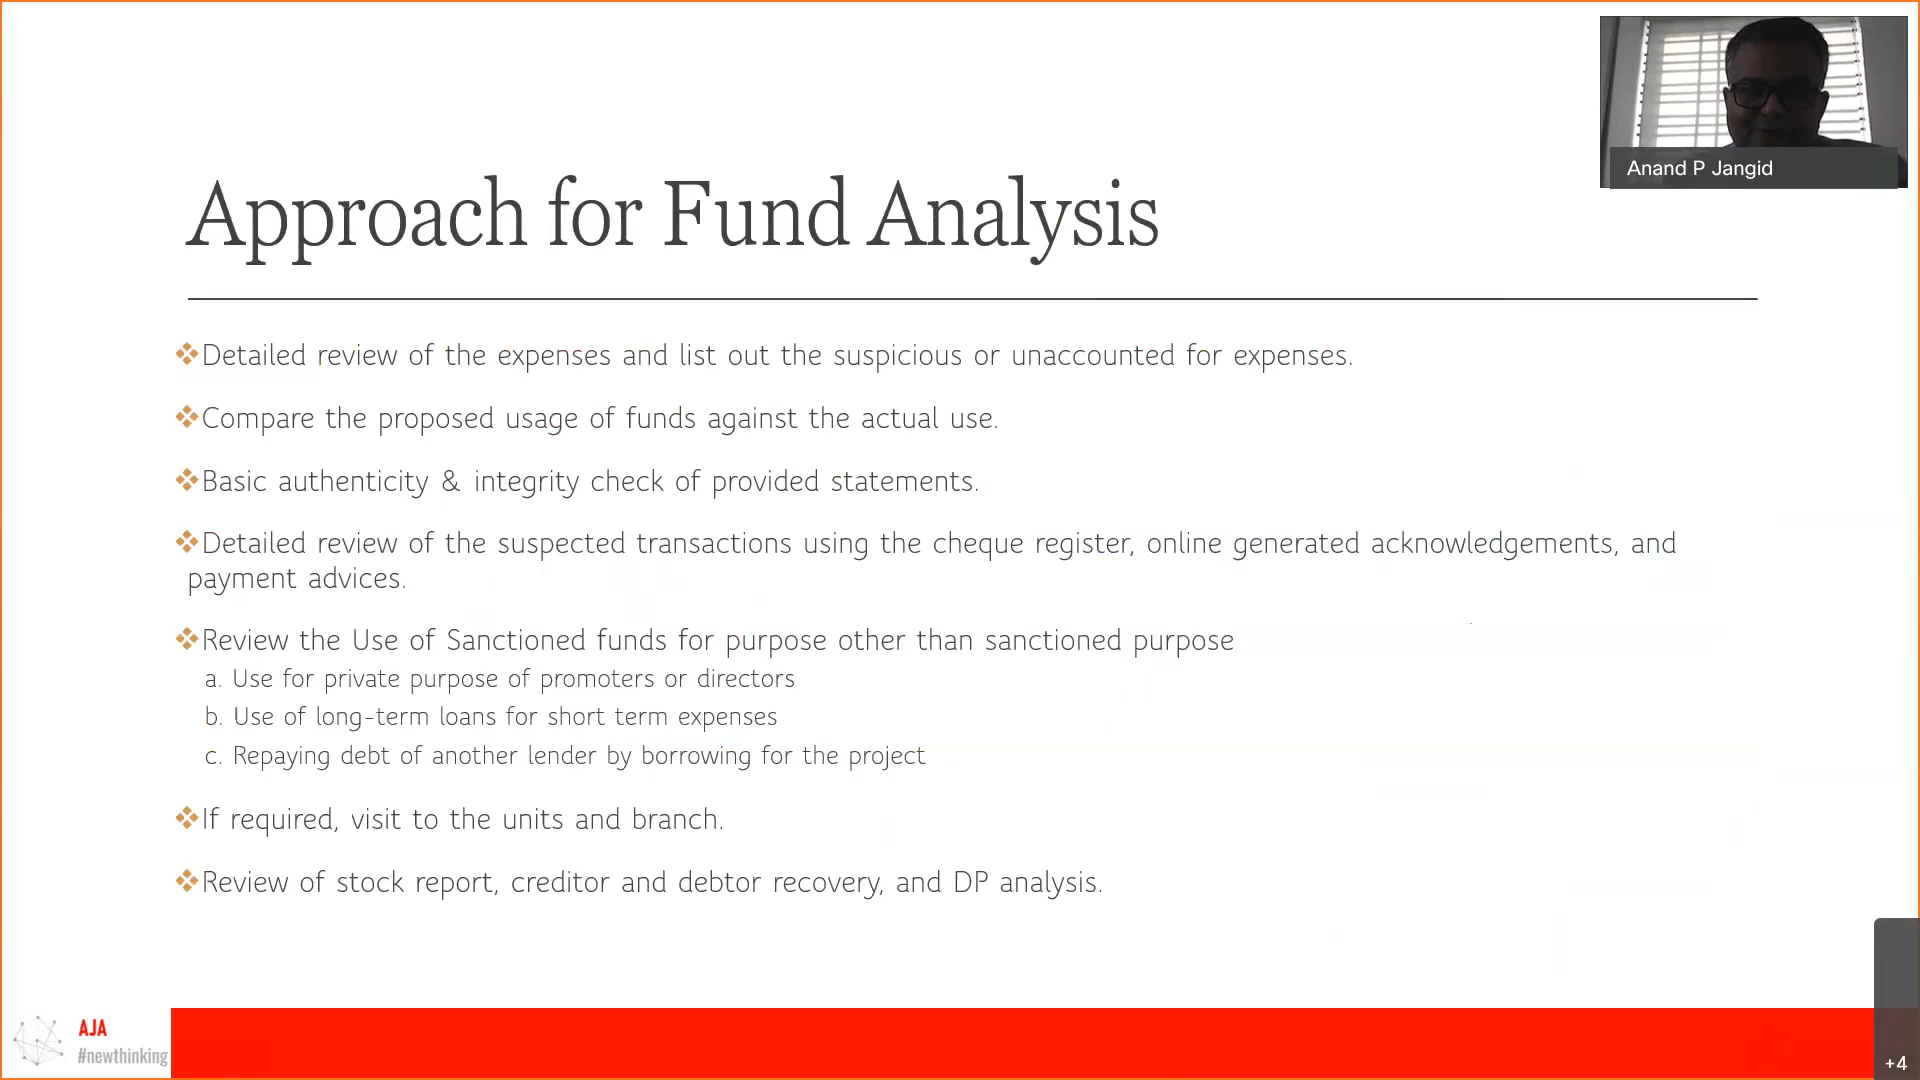 Anand P Jangid
Approach for Fund Analysis
❖Detailed review of the expenses and list out the suspicious or unaccounted for expenses.
❖Compare the proposed usage of funds against the actual use.
❖Basic authenticity & integrity check of provided statements.
❖Detailed review of the suspected transactions using the cheque register, online generated acknowledgements, and
payment advices.
❖Review the Use of Sanctioned funds for purpose other than sanctioned purpose
a. Use for private purpose of promoters or directors
b. Use of long-term loans for short term expenses
c. Repaying debt of another lender by borrowing for the project
❖If required, visit to the units and branch.
❖Review of stock report, creditor and debtor recovery, and DP analysis.
AJA
#newthinking
+4